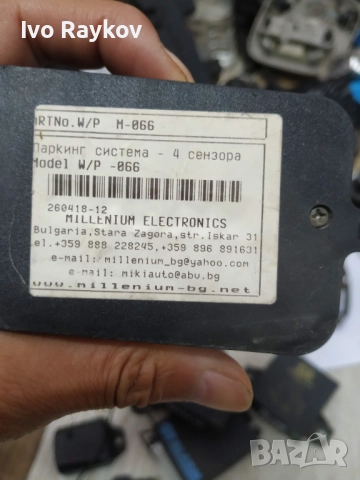 Ivo Raykov
ARTNo.W/P M-066
Паркинг система - 4 сензора
Model W/P -066
260418-12
MILLENIUM ELECTRONICS
Bulgaria,Stara Zagora,str.Iskar 31
tel.+359 888 228245,+359 896 891631
e-mail: millenium_bg@yahoo.com
e-mail: mikiauto@abv.bg
www.millenium-bg.net
BAZAR